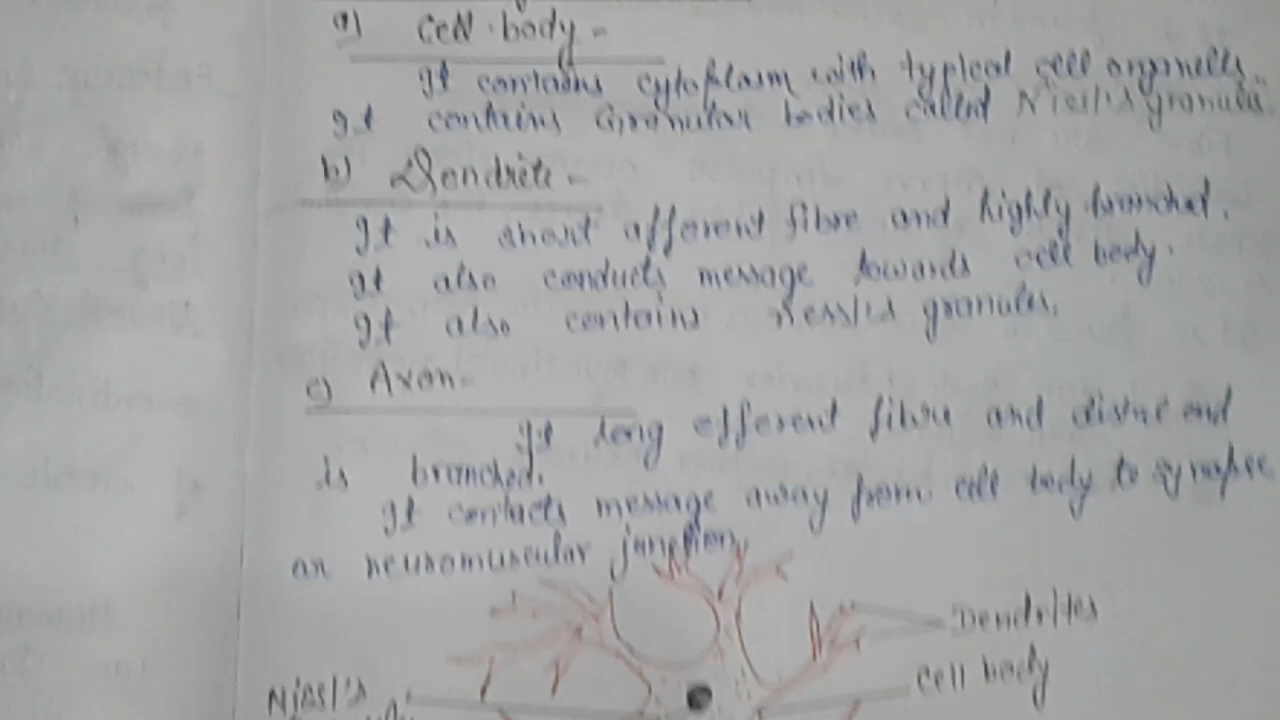 a) Cell body -
It contains cytoplasm with typical cell organells.
It contains Granular bodies called Nissl's granules
b) Dendrite -
It is short afferent fibre and highly branched.
It also conducts message towards cell body.
It also contains Nessl's granules.
c) Axon -
It long efferent fibre and distal end
is branched.
It contacts message away from cell body to synapse
or neuromuscular junction.
Dendrites
Cell body
Nissl's